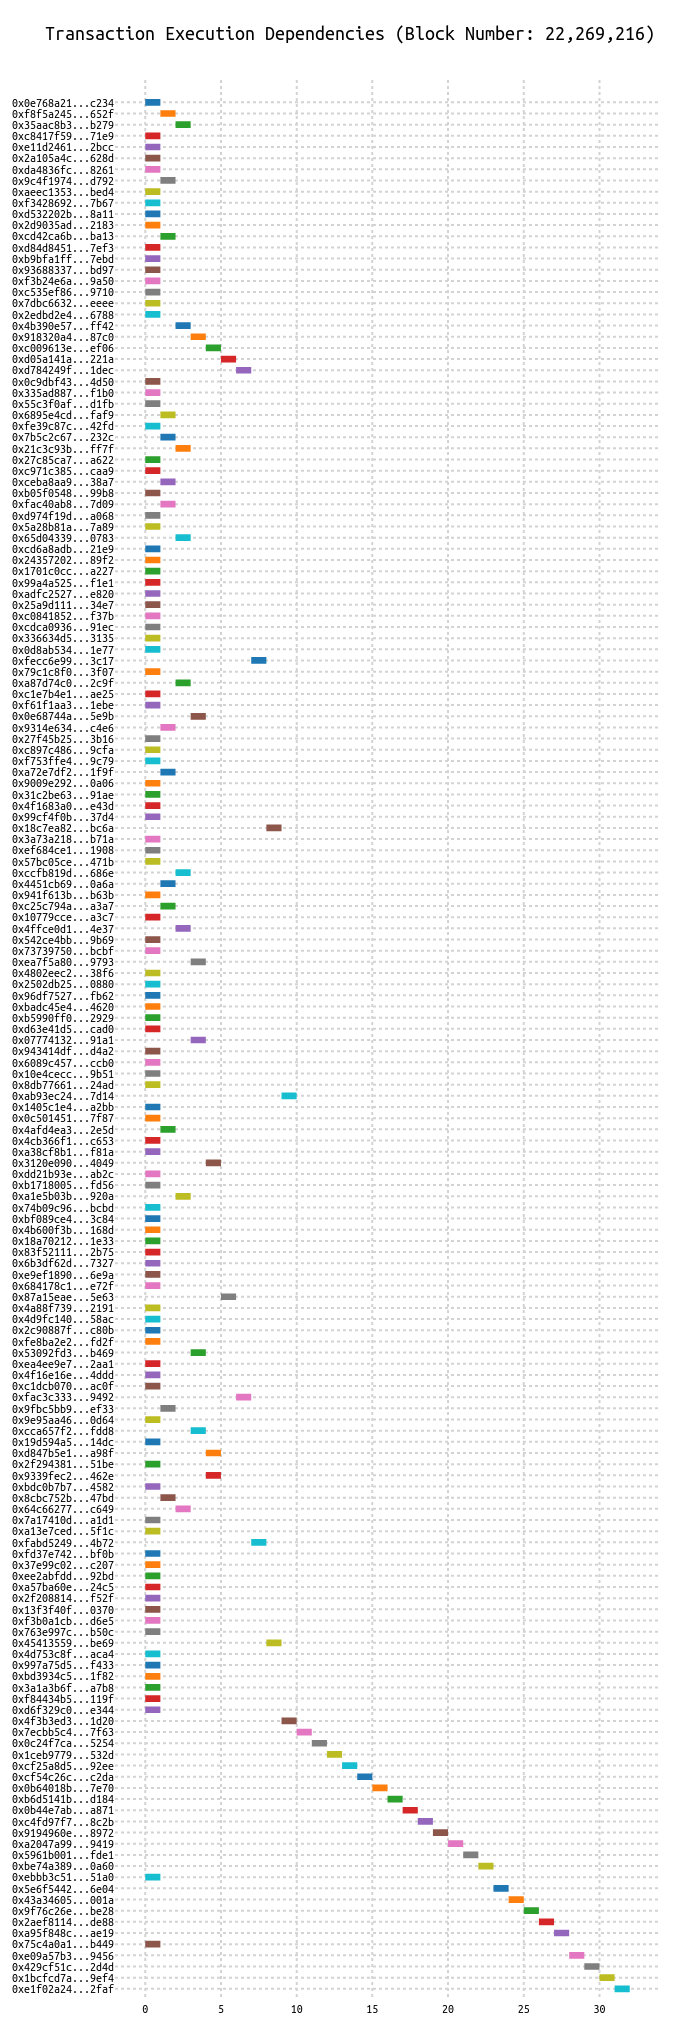 Transaction Execution Dependencies (Block Number: 22,269,216)
0x0e768a21...c234
0xf8f5a245...652f
0x35aac8b3...b279
0xc8417f59...71e9
0xe11d2461...2bcc
0x2a105a4c...628d
0xda4836fc...8261
0x9c4f1974...d792
0xaeec1353...bed4
0xf3428692...7b67
0xd532202b...8a11
0x2d9035ad...2183
0xcd42ca6b...ba13
0xd84d8451...7ef3
0xb9bfa1ff...7ebd
0x93688337...bd97
0xf3b24e6a...9a50
0xc535ef86...9710
0x7dbc6632...eeee
0x2edbd2e4...6788
0x4b390e57...ff42
0x918320a4...87c0
0xc009613e...ef06
0xd05a141a...221a
0xd784249f...1dec
0x0c9dbf43...4d50
0x335ad887...f1b0
0x55c3f0af...d1fb
0x6895e4cd...faf9
0xfe39c87c...42fd
0x7b5c2c67...232c
0x21c3c93b...ff7f
0x27c85ca7...a622
0xc971c385...caa9
0xceba8aa9...38a7
0xb05f0548...99b8
0xfac40ab8...7d09
0xd974f19d...a068
0x5a28b81a...7a89
0x65d04339...0783
0xcd6a8adb...21e9
0x24357202...89f2
0x1701c0cc...a227
0x99a4a525...f1e1
0xadfc2527...e820
0x25a9d111...34e7
0xc0841852...f37b
0xcdca0936...91ec
0x336634d5...3135
0x0d8ab534...1e77
0xfecc6e99...3c17
0x79c1c8f0...3f07
0xa87d74c0...2c9f
0xc1e7b4e1...ae25
0xf61f1aa3...1ebe
0x0e68744a...5e9b
0x9314e634...c4e6
0x27f45b25...3b16
0xc897c486...9cfa
0xf753ffe4...9c79
0xa72e7df2...1f9f
0x9009e292...0a06
0x31c2be63...91ae
0x4f1683a0...e43d
0x99cf4f0b...37d4
0x18c7ea82...bc6a
0x3a73a218...b71a
0xef684ce1...1908
0x57bc05ce...471b
0xccfb819d...686e
0x4451cb69...0a6a
0x941f613b...b63b
0xc25c794a...a3a7
0x10779cce...a3c7
0x4ffce0d1...4e37
0x542ce4bb...9b69
0x73739750...bcbf
0xea7f5a80...9793
0x4802eec2...38f6
0x2502db25...0880
0x96df7527...fb62
0xbadc45e4...4620
0xb5990ff0...2929
0xd63e41d5...cad0
0x07774132...91a1
0x943414df...d4a2
0x6089c457...ccb0
0x10e4cecc...9b51
0x8db77661...24ad
0xab93ec24...7d14
0x1405c1e4...a2bb
0x0c501451...7f87
0x4afd4ea3...2e5d
0x4cb366f1...c653
0xa38cf8b1...f81a
0x3120e090...4049
0xdd21b93e...ab2c
0xb1718005...fd56
0xa1e5b03b...920a
0x74b09c96...bcbd
0xbf089ce4...3c84
0x4b600f3b...168d
0x18a70212...1e33
0x83f52111...2b75
0x6b3df62d...7327
0xe9ef1890...6e9a
0x684178c1...e72f
0x87a15eae...5e63
0x4a88f739...2191
0x4d9fc140...58ac
0x2c90887f...c80b
0xfe8ba2e2...fd2f
0x53092fd3...b469
0xea4ee9e7...2aa1
0x4f16e16e...4ddd
0xc1dcb070...ac0f
0xfac3c333...9492
0x9fbc5bb9...ef33
0x9e95aa46...0d64
0xcca657f2...fdd8
0x19d594a5...14dc
0xd847b5e1...a98f
0x2f294381...51be
0x9339fec2...462e
0xbdc0b7b7...4582
0x8cbc752b...47bd
0x64c66277...c649
0x7a17410d...a1d1
0xa13e7ced...5f1c
0xfabd5249...4b72
0xfd37e742...bf0b
0x37e99c02...c207
0xee2abfdd...92bd
0xa57ba60e...24c5
0x2f208814...f52f
0x13f3f40f...0370
0xf3b0a1cb...d6e5
0x763e997c...b50c
0x45413559...be69
0x4d753c8f...aca4
0x997a75d5...f433
0xbd3934c5...1f82
0x3a1a3b6f...a7b8
0xf84434b5...119f
0xd6f329c0...e344
0x4f3b3ed3...1d20
0x7ecbb5c4...7f63
0x0c24f7ca...5254
0x1ceb9779...532d
0xcf25a8d5...92ee
0xcf54c26c...c2da
0x0b64018b...7e70
0xb6d5141b...d184
0x0b44e7ab...a871
0xc4fd97f7...8c2b
0x9194960e...8972
0xa2047a99...9419
0x5961b001...fde1
0xbe74a389...0a60
0xebbb3c51...51a0
0x5e6f5442...6e04
0x43a34605...001a
0x9f76c26e...be28
0x2aef8114...de88
0xa95f848c...ae19
0x75c4a0a1...b449
0xe09a57b3...9456
0x429cf51c...2d4d
0x1bcfcd7a...9ef4
0xe1f02a24...2faf
0 5 10 15 20 25 30